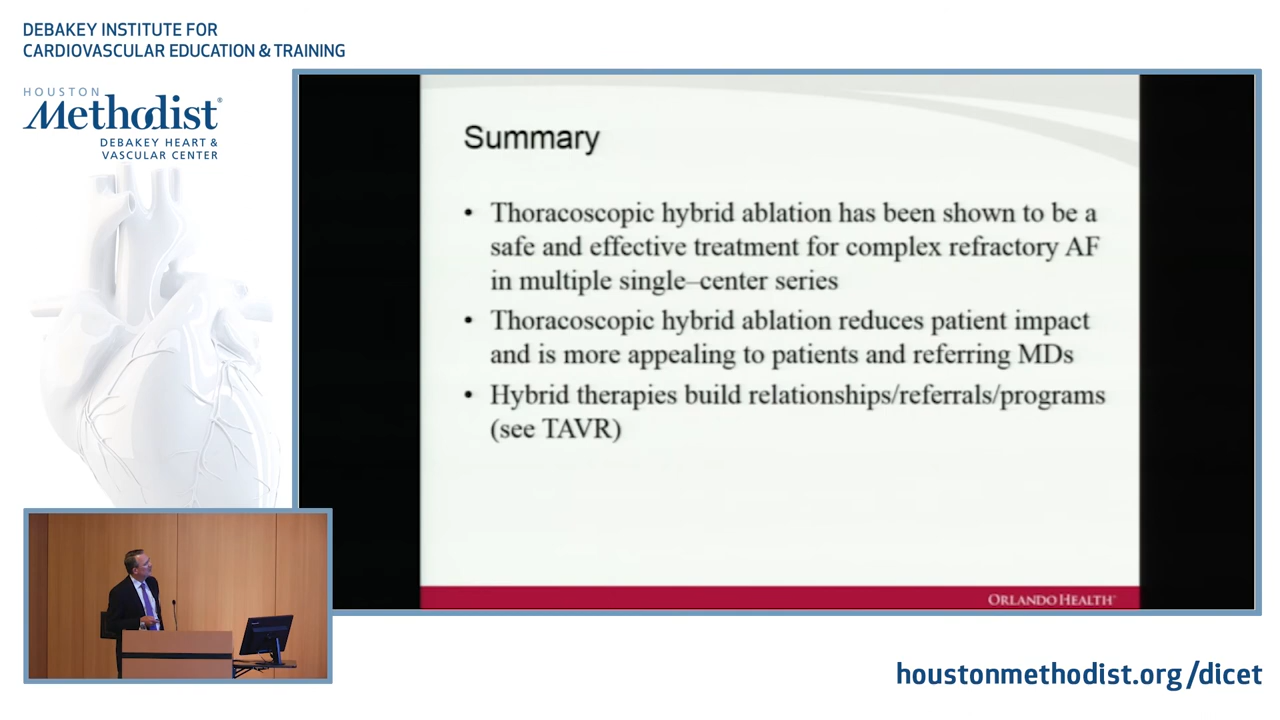 DEBAKEY INSTITUTE FOR
CARDIOVASCULAR EDUCATION & TRAINING
HOUSTON
Methodist®
DEBAKEY HEART &
VASCULAR CENTER
Summary
• Thoracoscopic hybrid ablation has been shown to be a
safe and effective treatment for complex refractory AF
in multiple single–center series
• Thoracoscopic hybrid ablation reduces patient impact
and is more appealing to patients and referring MDs
• Hybrid therapies build relationships/referrals/programs
(see TAVR)
ORLANDO HEALTH
houstonmethodist.org/dicet